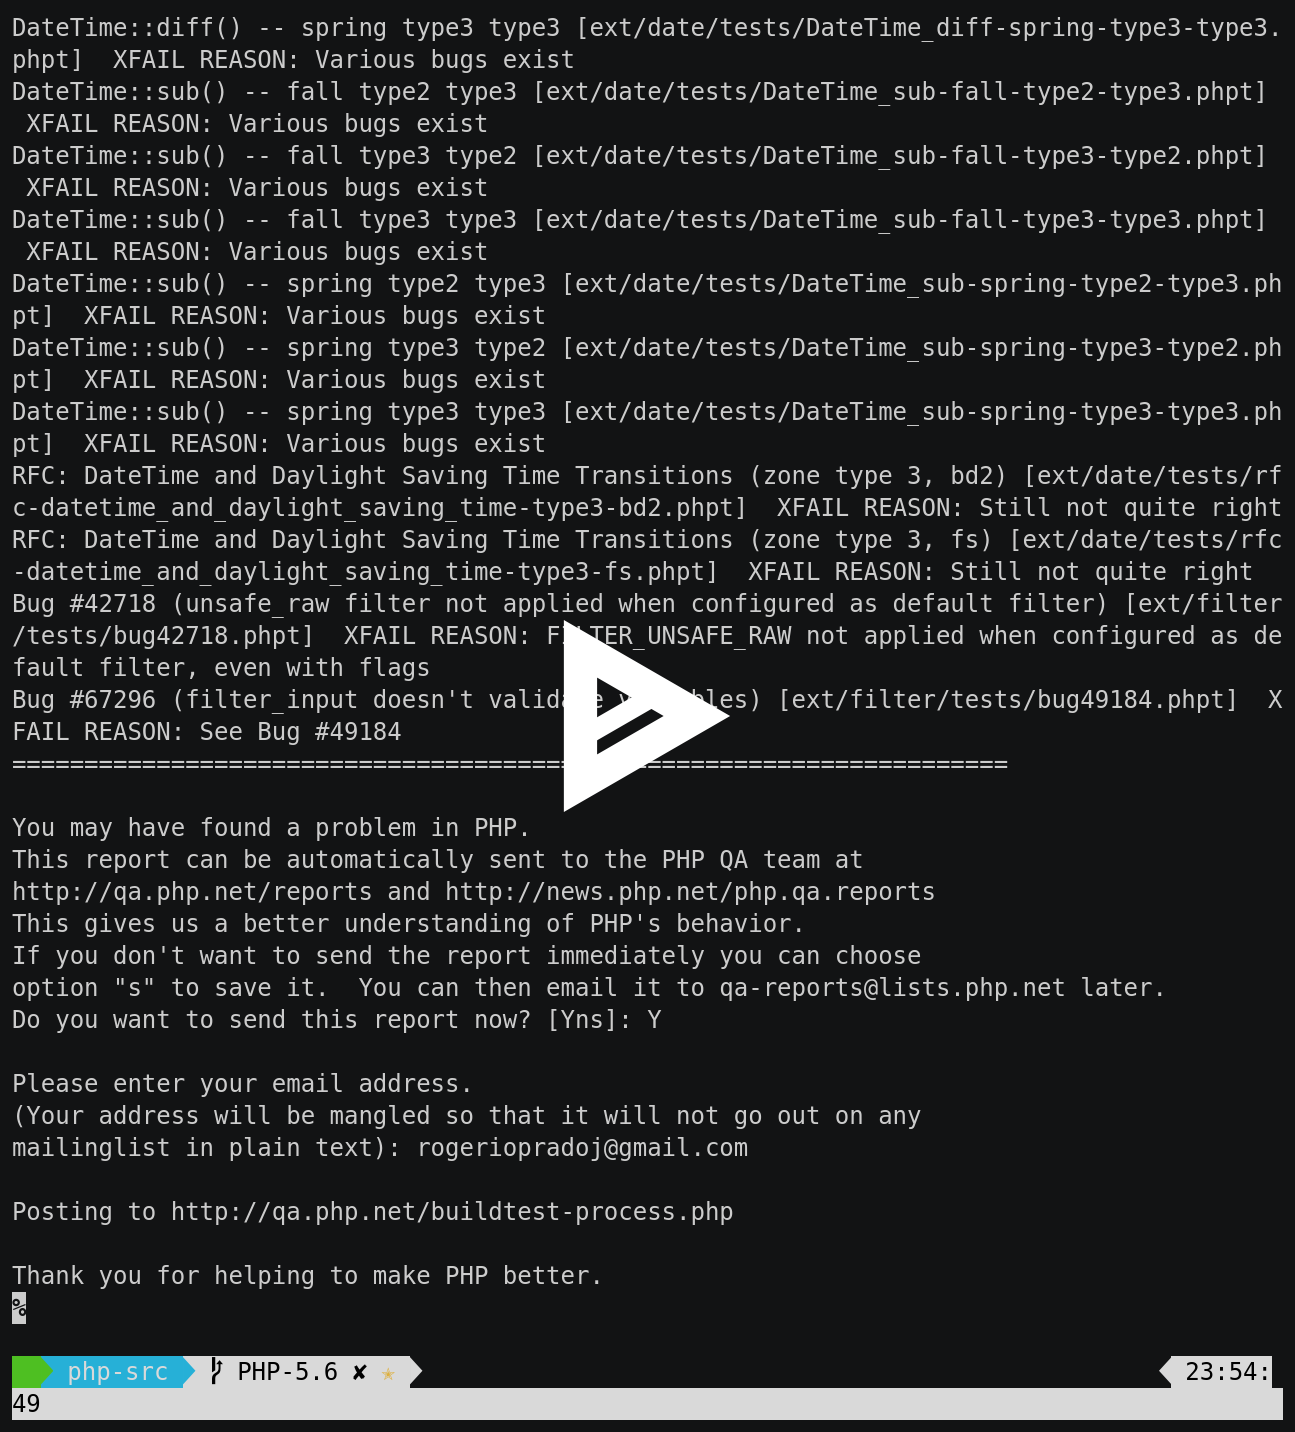 DateTime::diff() -- spring type3 type3 [ext/date/tests/DateTime_diff-spring-type3-type3.
phpt]  XFAIL REASON: Various bugs exist
DateTime::sub() -- fall type2 type3 [ext/date/tests/DateTime_sub-fall-type2-type3.phpt]
 XFAIL REASON: Various bugs exist
DateTime::sub() -- fall type3 type2 [ext/date/tests/DateTime_sub-fall-type3-type2.phpt]
 XFAIL REASON: Various bugs exist
DateTime::sub() -- fall type3 type3 [ext/date/tests/DateTime_sub-fall-type3-type3.phpt]
 XFAIL REASON: Various bugs exist
DateTime::sub() -- spring type2 type3 [ext/date/tests/DateTime_sub-spring-type2-type3.ph
pt]  XFAIL REASON: Various bugs exist
DateTime::sub() -- spring type3 type2 [ext/date/tests/DateTime_sub-spring-type3-type2.ph
pt]  XFAIL REASON: Various bugs exist
DateTime::sub() -- spring type3 type3 [ext/date/tests/DateTime_sub-spring-type3-type3.ph
pt]  XFAIL REASON: Various bugs exist
RFC: DateTime and Daylight Saving Time Transitions (zone type 3, bd2) [ext/date/tests/rf
c-datetime_and_daylight_saving_time-type3-bd2.phpt]  XFAIL REASON: Still not quite right
RFC: DateTime and Daylight Saving Time Transitions (zone type 3, fs) [ext/date/tests/rfc
-datetime_and_daylight_saving_time-type3-fs.phpt]  XFAIL REASON: Still not quite right
Bug #42718 (unsafe_raw filter not applied when configured as default filter) [ext/filter
/tests/bug42718.phpt]  XFAIL REASON: FILTER_UNSAFE_RAW not applied when configured as de
fault filter, even with flags
Bug #67296 (filter_input doesn't validate variables) [ext/filter/tests/bug49184.phpt]  X
FAIL REASON: See Bug #49184
=====================================================================
You may have found a problem in PHP.
This report can be automatically sent to the PHP QA team at
http://qa.php.net/reports and http://news.php.net/php.qa.reports
This gives us a better understanding of PHP's behavior.
If you don't want to send the report immediately you can choose
option "s" to save it.  You can then email it to qa-reports@lists.php.net later.
Do you want to send this report now? [Yns]: Y
Please enter your email address.
(Your address will be mangled so that it will not go out on any
mailinglist in plain text): rogeriopradoj@gmail.com
Posting to http://qa.php.net/buildtest-process.php
Thank you for helping to make PHP better.
%
php-src PHP-5.6 ✘ ★ 23:54:
49